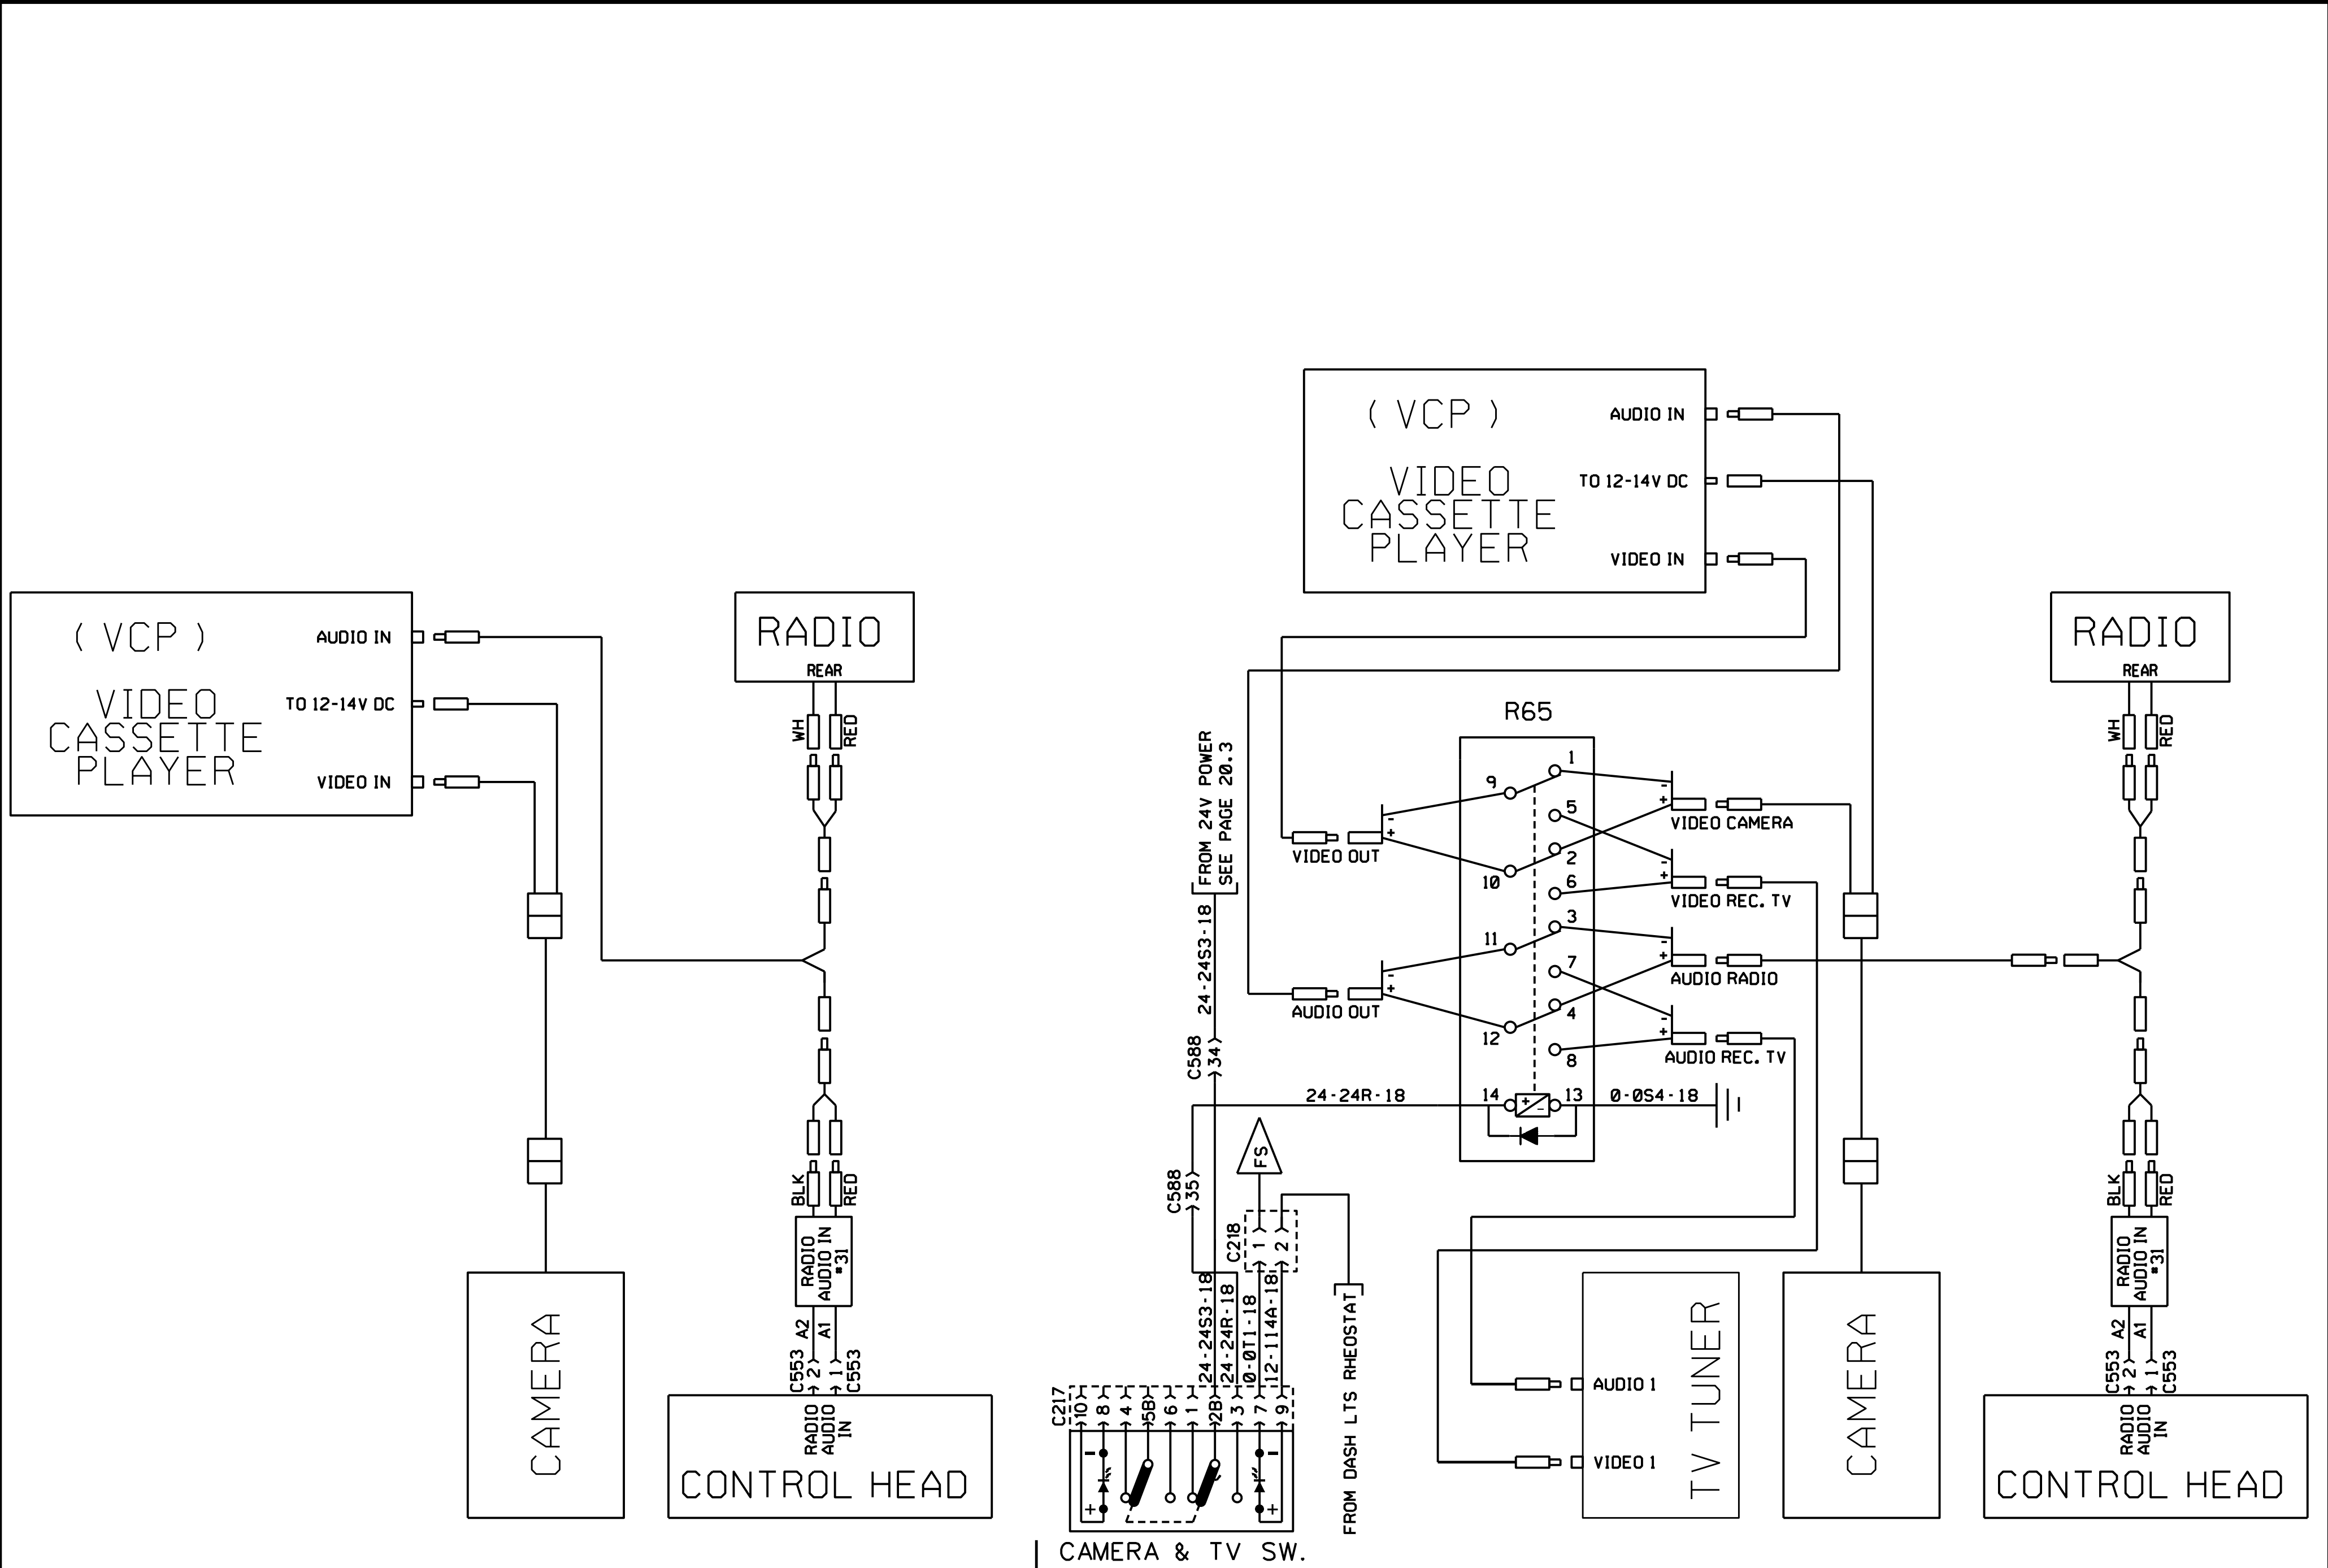 ( VCP )
VIDEO
CASSETTE
PLAYER
AUDIO IN
TO 12-14V DC
VIDEO IN
CAMERA
RADIO
REAR
WH
RED
BLK
RED
RADIO
AUDIO IN
#31
A2
A1
C553
2
1
C553
RADIO
AUDIO
IN
CONTROL HEAD
( VCP )
VIDEO
CASSETTE
PLAYER
AUDIO IN
TO 12-14V DC
VIDEO IN
R65
1
9
5
2
10
6
3
11
7
4
12
8
14
13
+
-
-
+
VIDEO OUT
-
+
AUDIO OUT
-
+
VIDEO CAMERA
-
+
VIDEO REC. TV
-
+
AUDIO RADIO
-
+
AUDIO REC. TV
FROM 24V POWER
SEE PAGE 20.3
24-24S3-18
C588
34
24-24R-18
0-0S4-18
C588
35
FS
C218
1
2
24-24S3-18
24-24R-18
0-0T1-18
12-114A-18
FROM DASH LTS RHEOSTAT
C217
10
8
4
5B
6
1
2B
3
7
9
-
+
-
+
CAMERA & TV SW.
AUDIO 1
VIDEO 1
TV TUNER
CAMERA
RADIO
REAR
WH
RED
BLK
RED
RADIO
AUDIO IN
#31
A2
A1
C553
2
1
C553
RADIO
AUDIO
IN
CONTROL HEAD